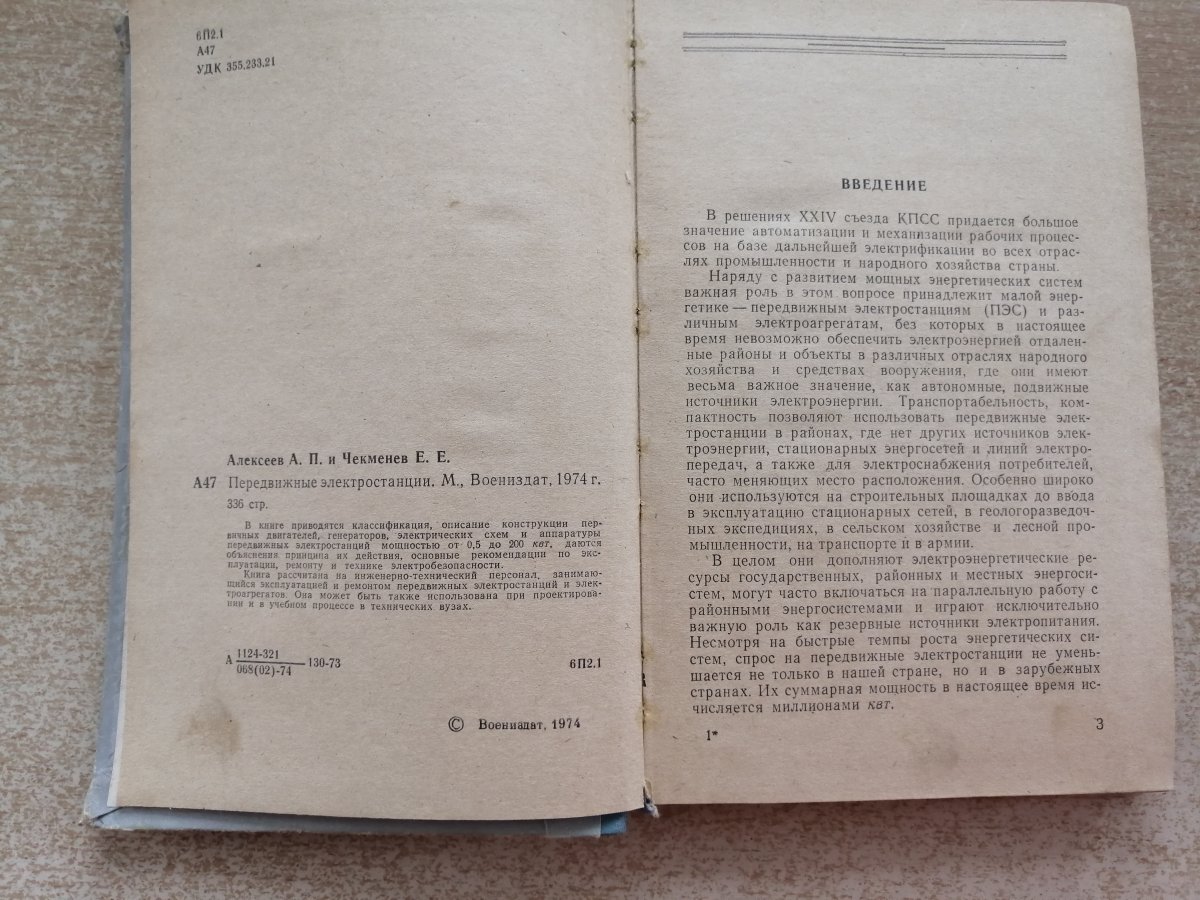 6П2.1
А47
УДК 355.233.21
Алексеев А. П. и Чекменев Е. Е.
А47 Передвижные электростанции. М., Воениздат, 1974 г.
336 стр.
В книге приводятся классификация, описание конструкции пер-
вичных двигателей, генераторов, электрических схем и аппаратуры
передвижных электростанций мощностью от 0,5 до 200 квт, даются
объяснения принципа их действия, основные рекомендации по экс-
плуатации, ремонту и технике электробезопасности.
Книга рассчитана на инженерно-технический персонал, занимаю-
щийся эксплуатацией и ремонтом передвижных электростанций и элек-
троагрегатов. Она может быть также использована при проектирова-
нии и в учебном процессе в технических вузах.
А 1124-321
068(02)-74 —130-73 6П2.1
© Воениздат, 1974
ВВЕДЕНИЕ
В решениях XXIV съезда КПСС придается большое
значение автоматизации и механизации рабочих процес-
сов на базе дальнейшей электрификации во всех отрас-
лях промышленности и народного хозяйства страны.
Наряду с развитием мощных энергетических систем
важная роль в этом вопросе принадлежит малой энер-
гетике — передвижным электростанциям (ПЭС) и раз-
личным электроагрегатам, без которых в настоящее
время невозможно обеспечить электроэнергией отдален-
ные районы и объекты в различных отраслях народного
хозяйства и средствах вооружения, где они имеют
весьма важное значение, как автономные, подвижные
источники электроэнергии. Транспортабельность, ком-
пактность позволяют использовать передвижные элек-
тростанции в районах, где нет других источников элек-
троэнергии, стационарных энергосетей и линий электро-
передач, а также для электроснабжения потребителей,
часто меняющих место расположения. Особенно широко
они используются на строительных площадках до ввода
в эксплуатацию стационарных сетей, в геологоразведоч-
ных экспедициях, в сельском хозяйстве и лесной про-
мышленности, на транспорте и в армии.
В целом они дополняют электроэнергетические ре-
сурсы государственных, районных и местных энергоси-
стем, могут часто включаться на параллельную работу с
районными энергосистемами и играют исключительно
важную роль как резервные источники электропитания.
Несмотря на быстрые темпы роста энергетических си-
стем, спрос на передвижные электростанции не умень-
шается не только в нашей стране, но и в зарубежных
странах. Их суммарная мощность в настоящее время ис-
числяется миллионами квт.
1* 3